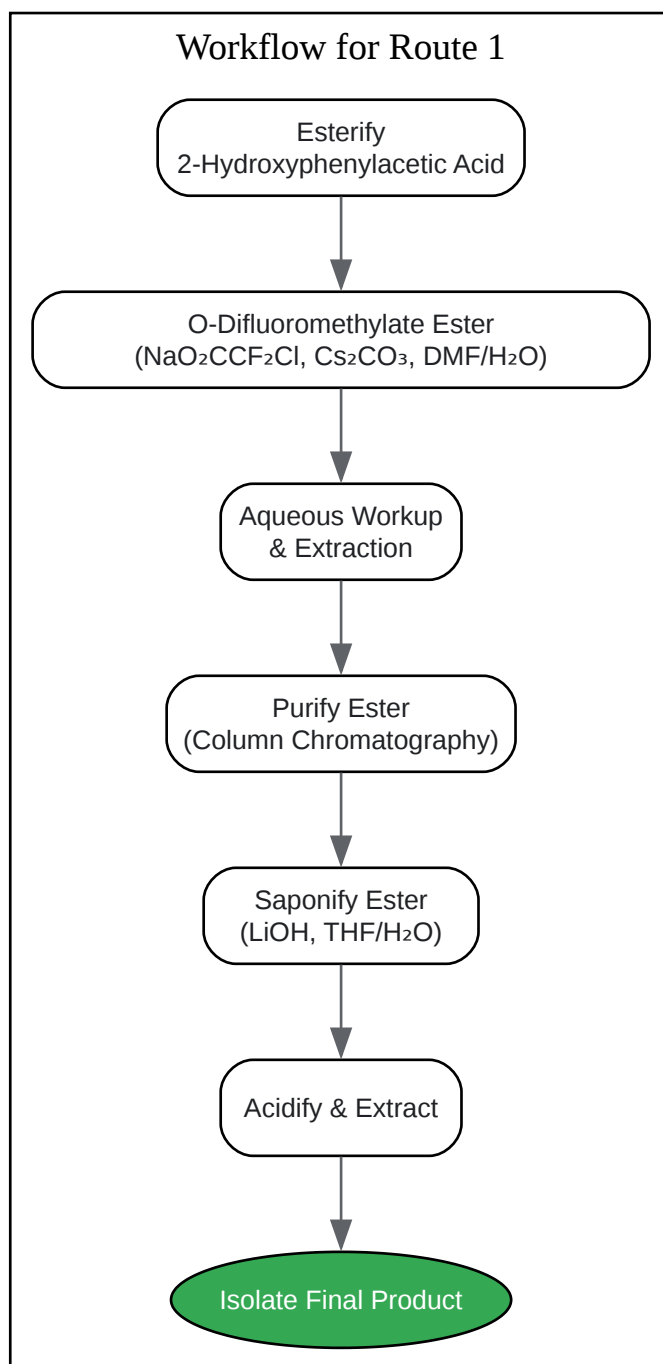 Workflow for Route 1
Esterify
2-Hydroxyphenylacetic Acid
O-Difluoromethylate Ester
(NaO₂CCF₂Cl, Cs₂CO₃, DMF/H₂O)
Aqueous Workup
& Extraction
Purify Ester
(Column Chromatography)
Saponify Ester
(LiOH, THF/H₂O)
Acidify & Extract
Isolate Final Product